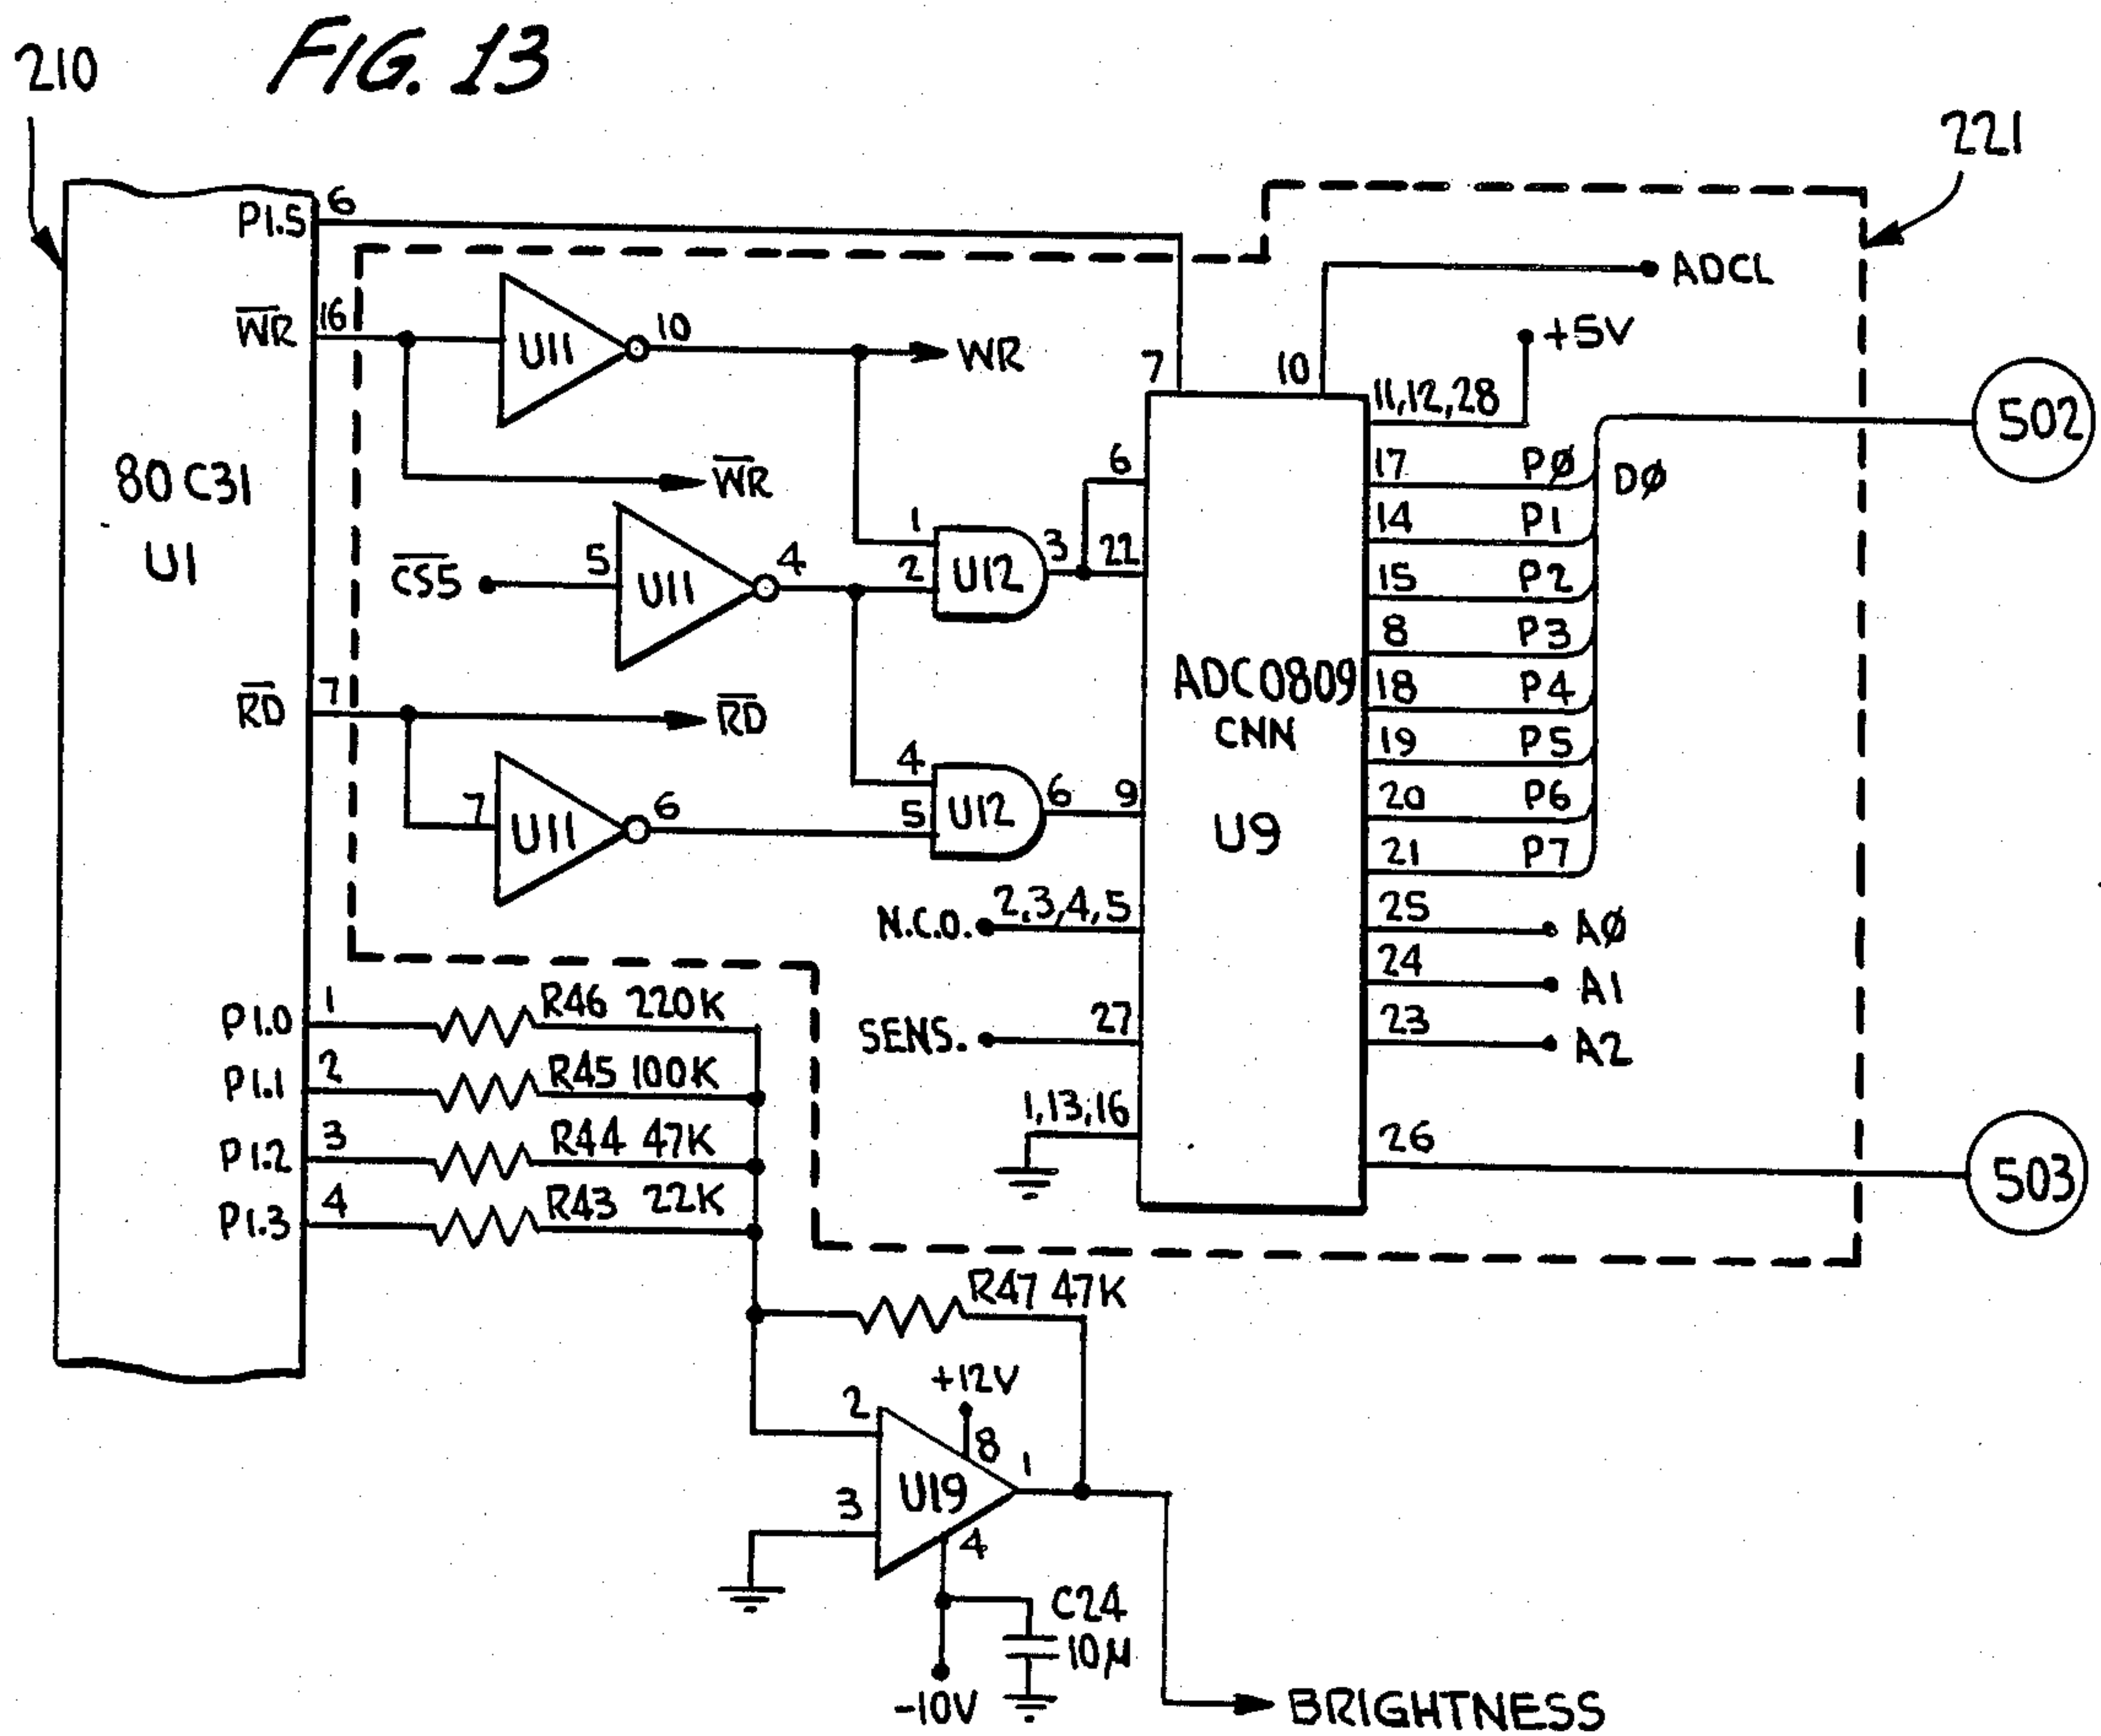 FIG. 13
210
221
P1.5 6
7
10
ADCL
+5V
11,12,28
W̅R̅ 16
U11 10
WR
W̅R̅
80C31
U1
C̅S̅5̅ 5 U11 4
1
2 U12 3
6
22
R̅D̅ 7
R̅D̅
7 U11 6
4
5 U12 6 9
ADC0809
CNN
U9
17 PØ
DØ
502
14 P1
15 P2
8 P3
18 P4
19 P5
20 P6
21 P7
25 AØ
24 A1
23 A2
26
503
N.C.O. 2,3,4,5
SENS. 27
1,13,16
P1.0 1 R46 220K
P1.1 2 R45 100K
P1.2 3 R44 47K
P1.3 4 R43 22K
R47 47K
+12V
2
8
U19 1
3
4
C24
10µ
-10V
BRIGHTNESS